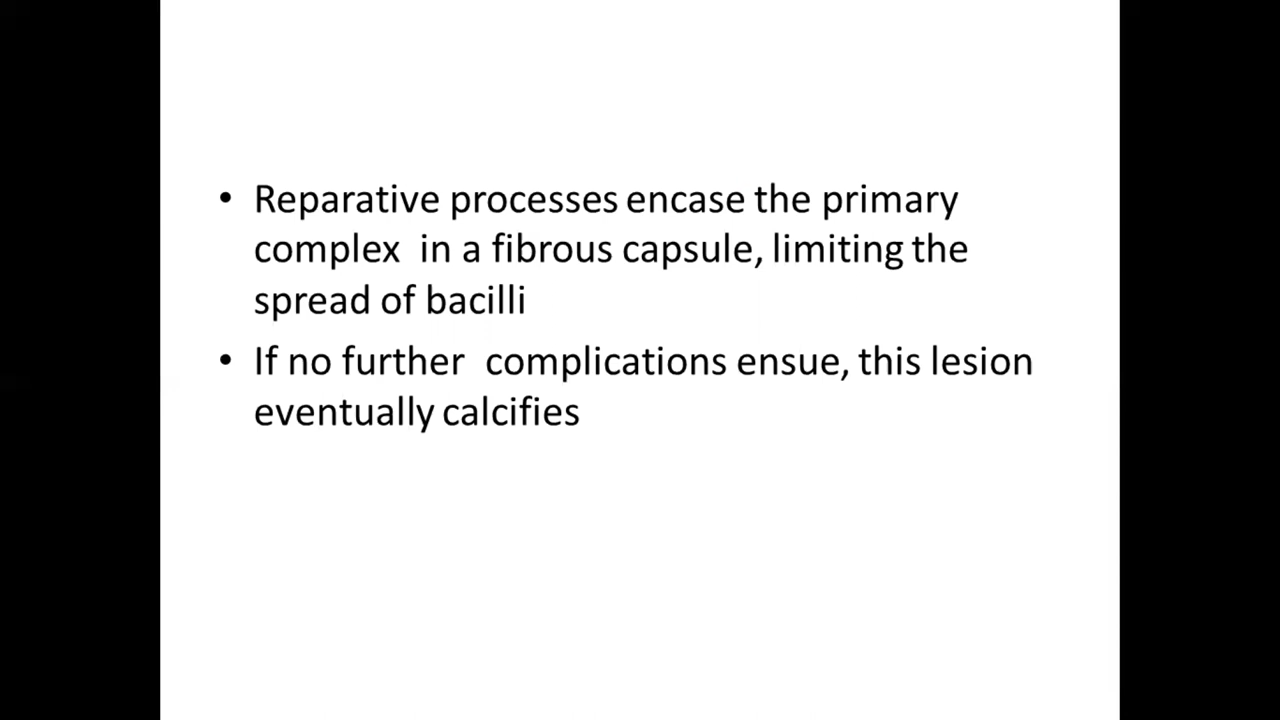 • Reparative processes encase the primary
complex in a fibrous capsule, limiting the
spread of bacilli
• If no further complications ensue, this lesion
eventually calcifies